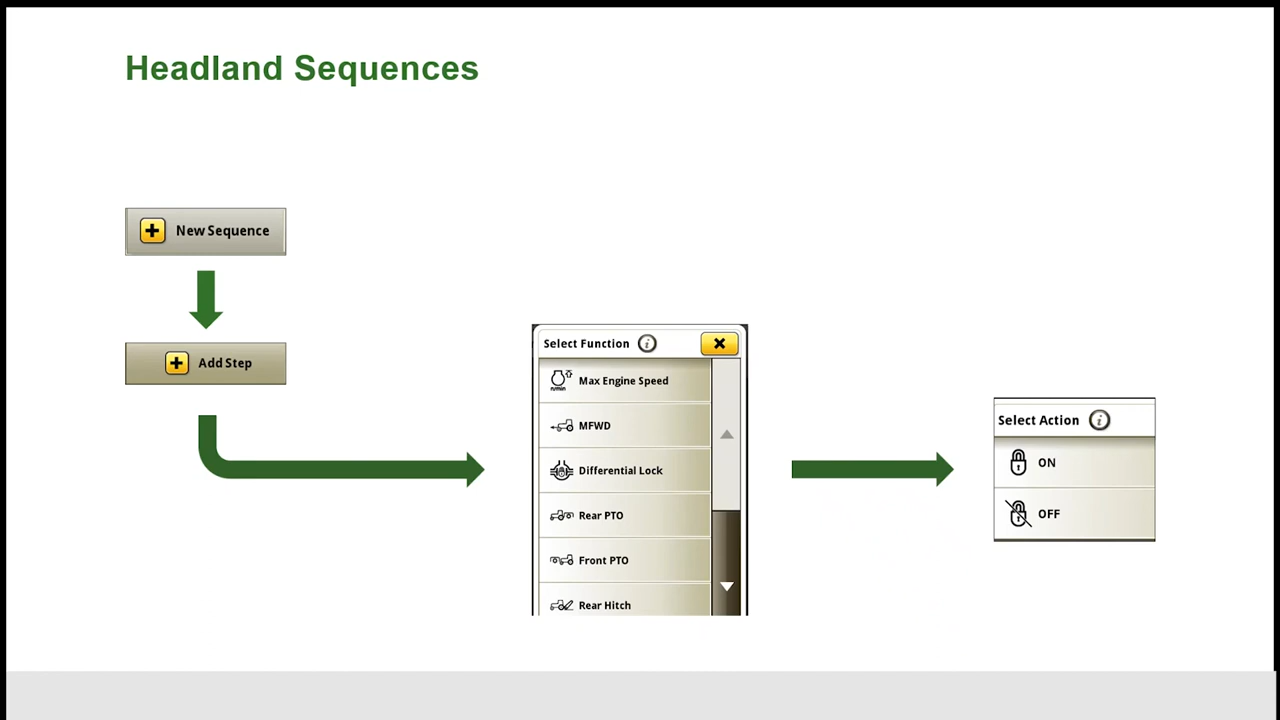 Headland Sequences
New Sequence
Add Step
Select Function
Max Engine Speed
MFWD
Differential Lock
Rear PTO
Front PTO
Rear Hitch
Select Action
ON
OFF